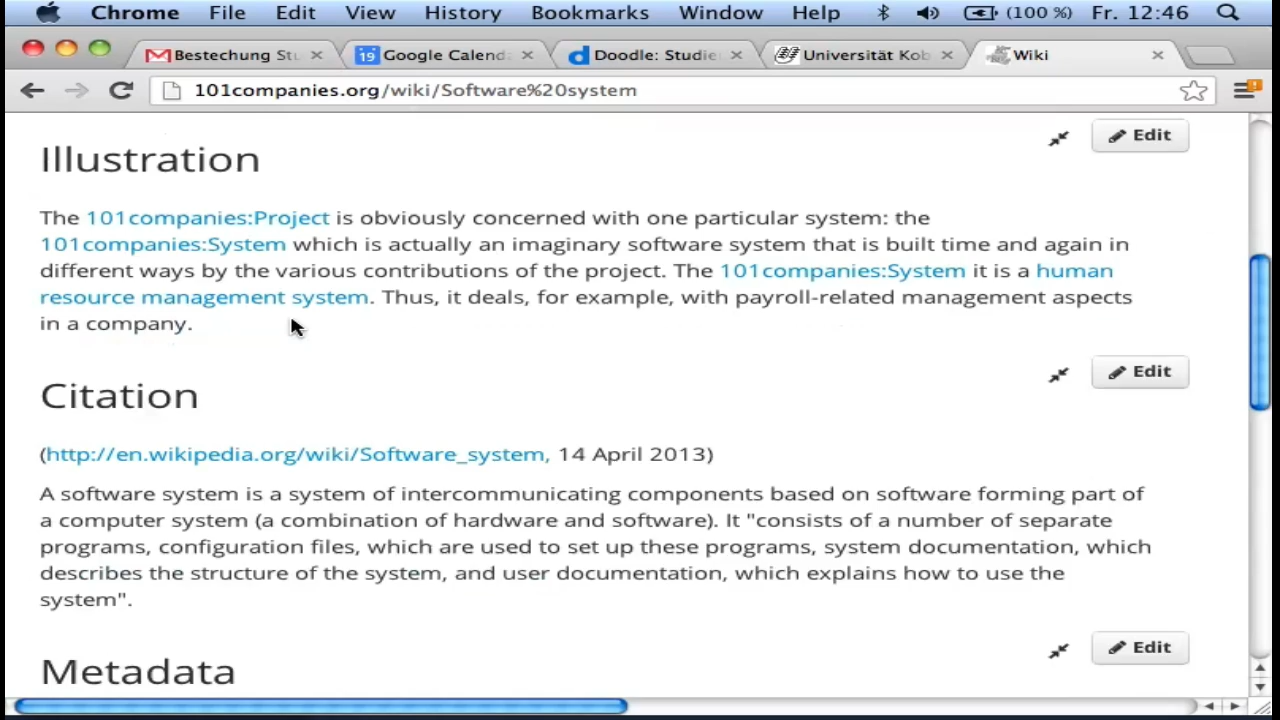 Chrome File Edit View History Bookmarks Window Help (100 %) Fr. 12:46
Bestechung Stu Google Calend 19 Doodle: Studie Universität Kob Wiki
101companies.org/wiki/Software%20system
Illustration
Edit
The 101companies:Project is obviously concerned with one particular system: the
101companies:System which is actually an imaginary software system that is built time and again in
different ways by the various contributions of the project. The 101companies:System it is a human
resource management system. Thus, it deals, for example, with payroll-related management aspects
in a company.
Citation
Edit
(http://en.wikipedia.org/wiki/Software_system, 14 April 2013)
A software system is a system of intercommunicating components based on software forming part of
a computer system (a combination of hardware and software). It "consists of a number of separate
programs, configuration files, which are used to set up these programs, system documentation, which
describes the structure of the system, and user documentation, which explains how to use the
system".
Metadata
Edit